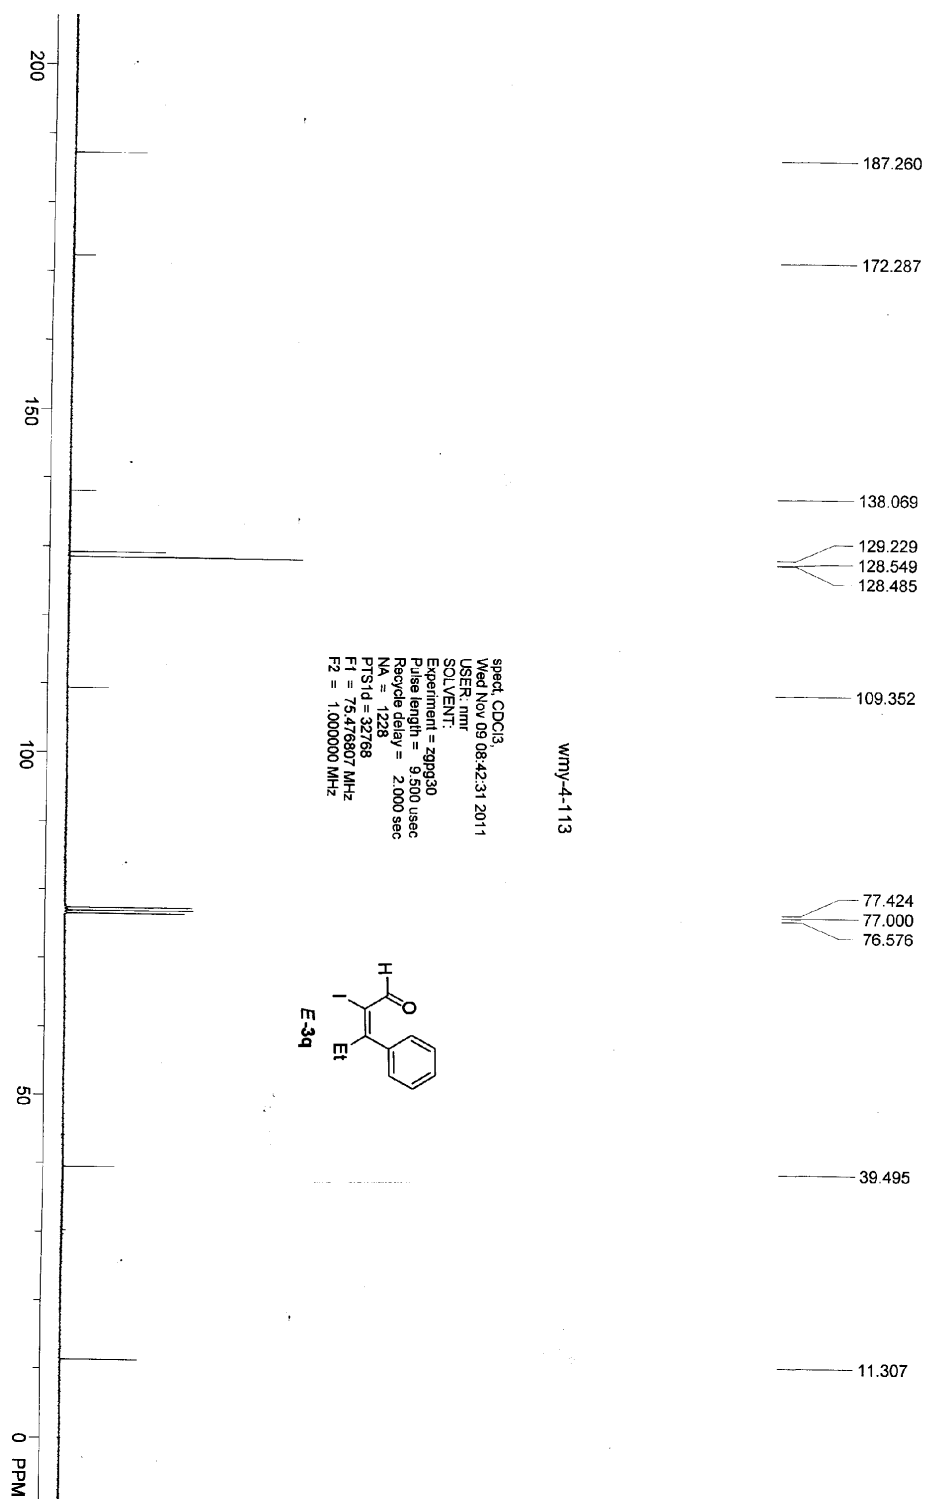 187.260
172.287
138.069
129.229
128.549
128.485
109.352
77.424
77.000
76.576
39.495
11.307
wmy-4-113
spect, CDCl3,
Wed Nov 09 08:42:31 2011
USER: nmr
SOLVENT:
Experiment = zgpg30
Pulse length = 9.500 usec
Recycle delay = 2.000 sec
NA = 1228
PTS1d = 32768
F1 = 75.476807 MHz
F2 = 1.000000 MHz
H
O
I
Et
E-3q
200
150
100
50
0 PPM